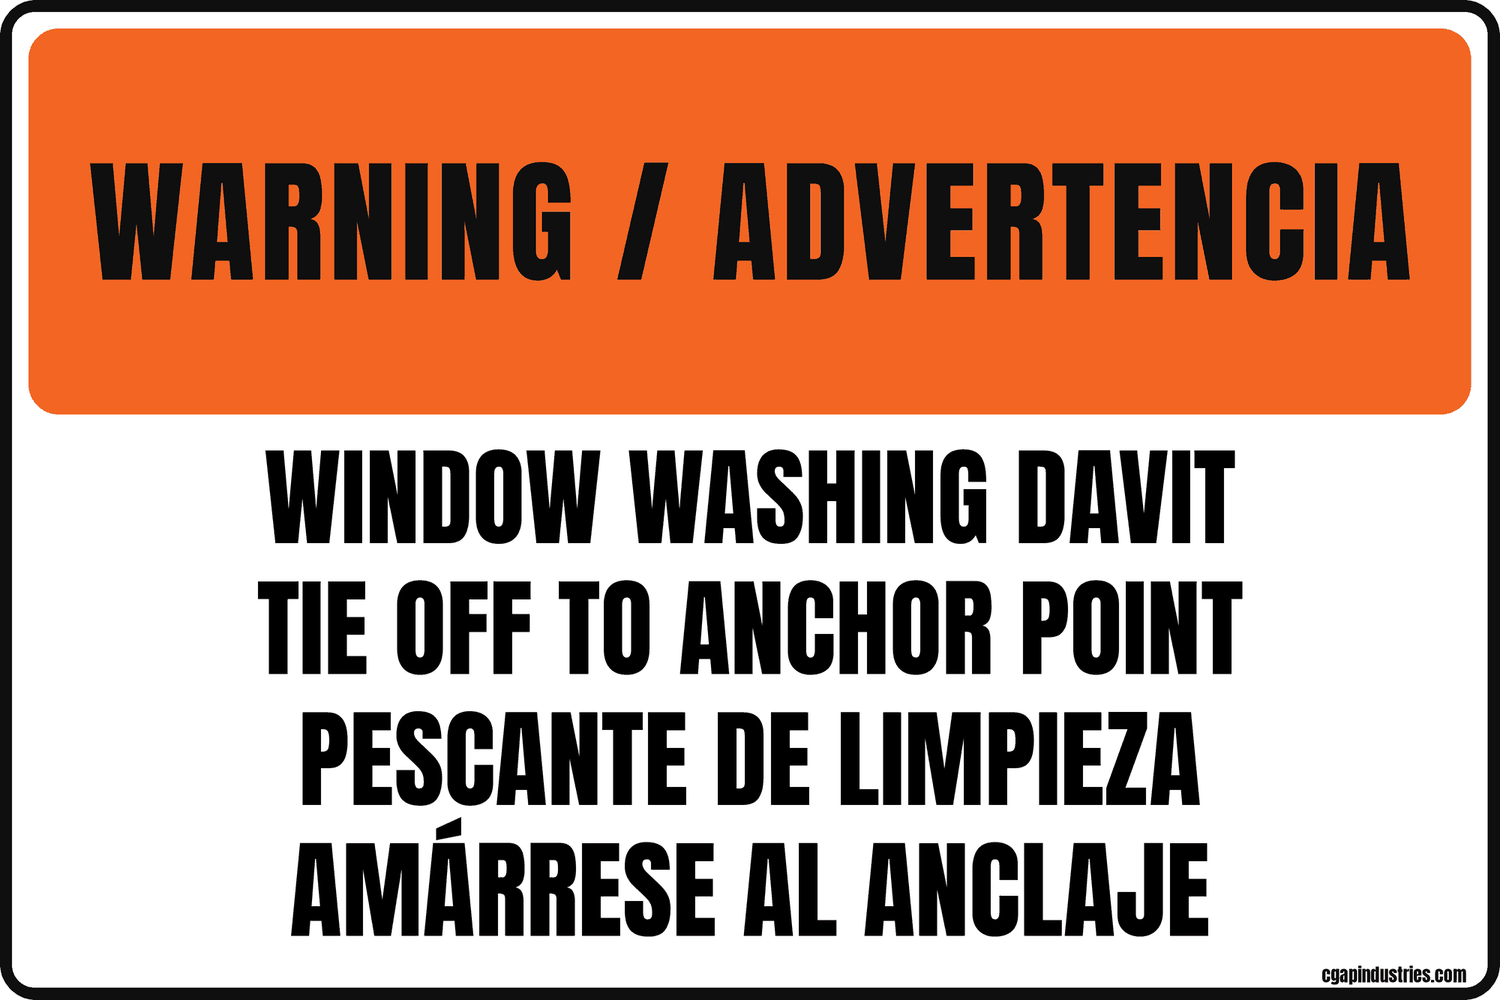 WARNING / ADVERTENCIA
WINDOW WASHING DAVIT
TIE OFF TO ANCHOR POINT
PESCANTE DE LIMPIEZA
AMÁRRESE AL ANCLAJE
cgapindustries.com